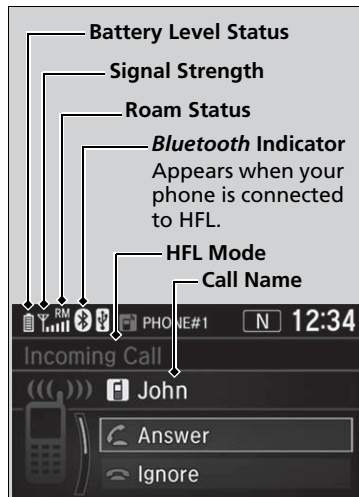 Battery Level Status
Signal Strength
Roam Status
Bluetooth Indicator
Appears when your
phone is connected
to HFL.
HFL Mode
Call Name
RM PHONE#1 N 12:34
Incoming Call
John
Answer
Ignore